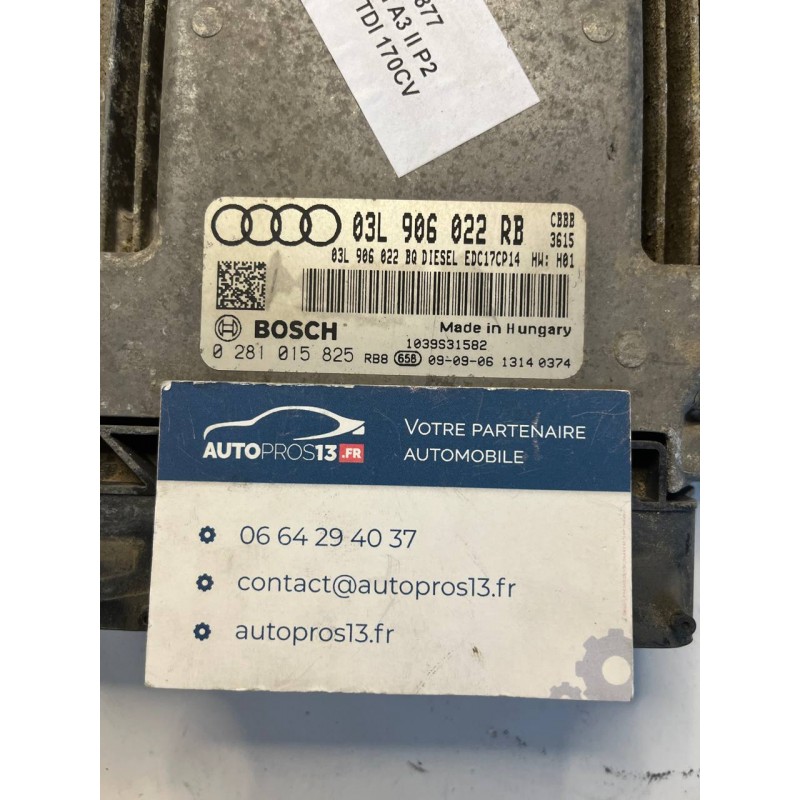 877
A3 II P2
TDI 170CV
03L 906 022 RB
CBBB
3615
03L 906 022 BQ DIESEL EDC17CP14 HW: H01
BOSCH
Made in Hungary
1039S31582
0 281 015 825 RB8 658 09-09-06 1314 0374
AUTOPROS13.FR
VOTRE PARTENAIRE
AUTOMOBILE
06 64 29 40 37
contact@autopros13.fr
autopros13.fr